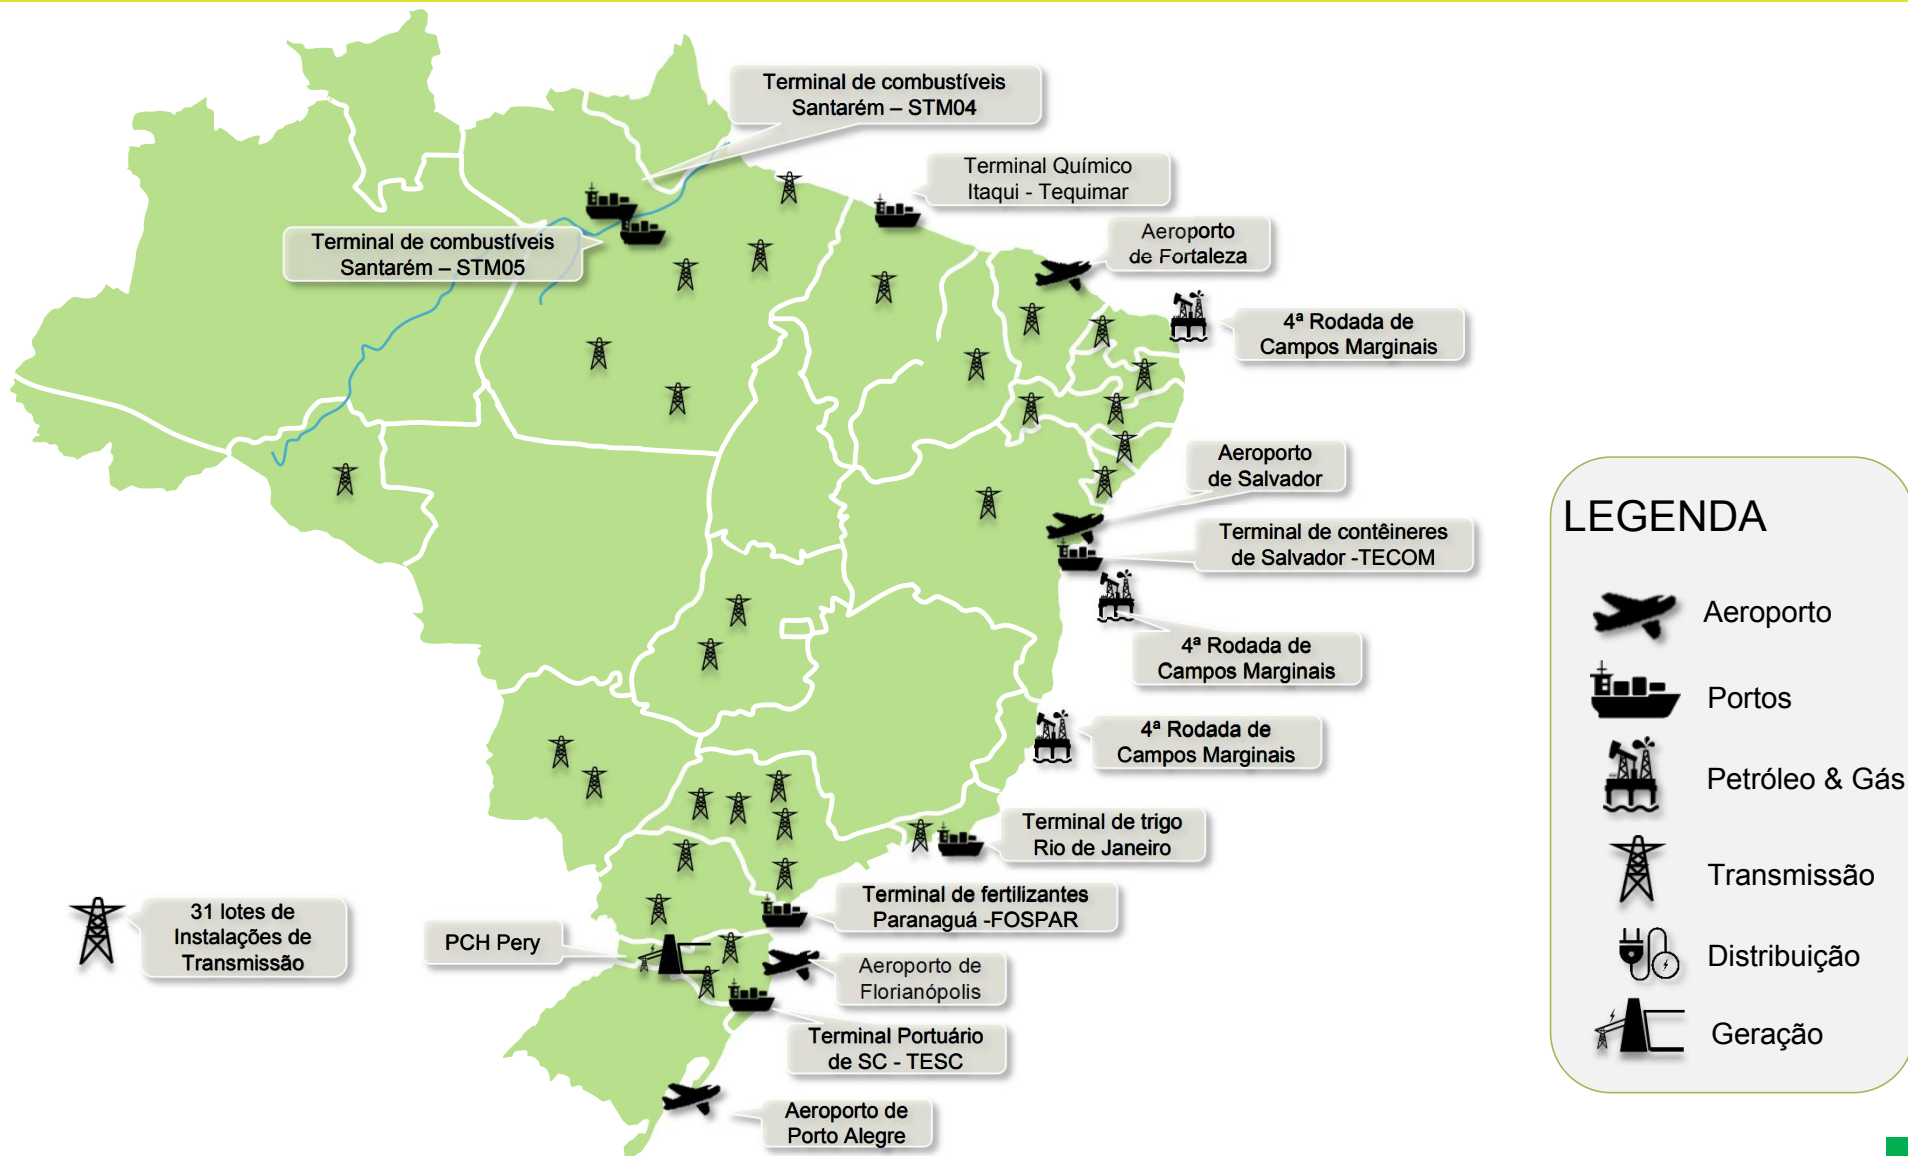 Terminal de combustíveis
Santarém – STM04
Terminal Químico
Itaqui - Tequimar
Terminal de combustíveis
Santarém – STM05
Aeroporto
de Fortaleza
4ª Rodada de
Campos Marginais
Aeroporto
de Salvador
Terminal de contêineres
de Salvador -TECOM
4ª Rodada de
Campos Marginais
4ª Rodada de
Campos Marginais
Terminal de trigo
Rio de Janeiro
Terminal de fertilizantes
Paranaguá -FOSPAR
31 lotes de
Instalações de
Transmissão
PCH Pery
Aeroporto de
Florianópolis
Terminal Portuário
de SC - TESC
Aeroporto de
Porto Alegre
LEGENDA
Aeroporto
Portos
Petróleo & Gás
Transmissão
Distribuição
Geração